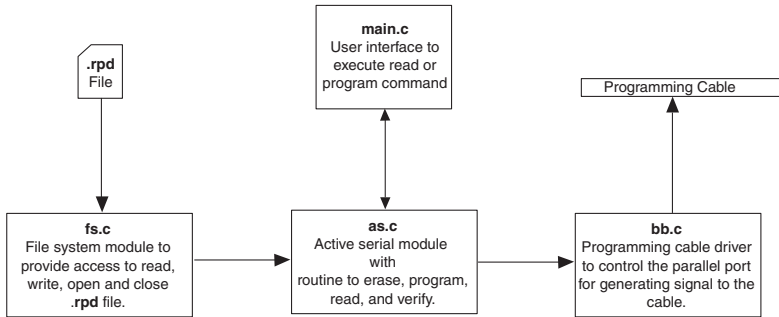 .rpd
File
main.c
User interface to
execute read or
program command
Programming Cable
fs.c
File system module to
provide access to read,
write, open and close
.rpd file.
as.c
Active serial module
with
routine to erase, program,
read, and verify.
bb.c
Programming cable driver
to control the parallel port
for generating signal to the
cable.